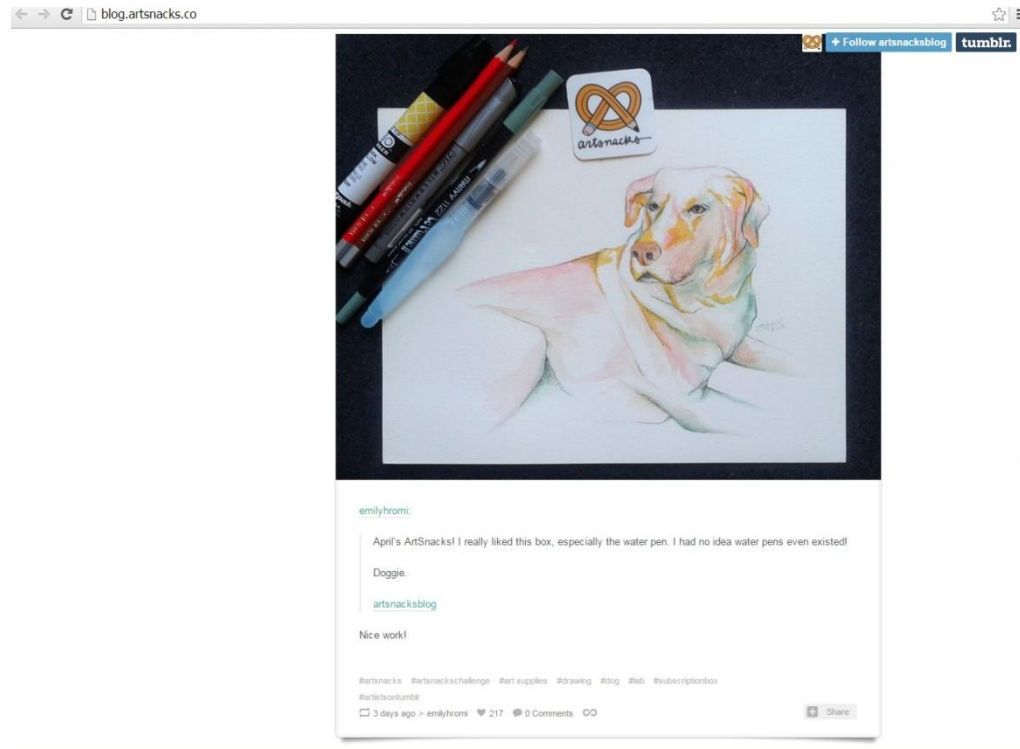 blog.artsnacks.co
+ Follow artsnacksblog
tumblr.
artsnacks
emilyhromi:
April's ArtSnacks! I really liked this box, especially the water pen. I had no idea water pens even existed!
Doggie.
artsnacksblog
Nice work!
#artsnacks #artsnackschallenge #art supplies #drawing #dog #lab #subscriptionbox
#artistsontumblr
3 days ago > emilyhromi 217 0 Comments
Share